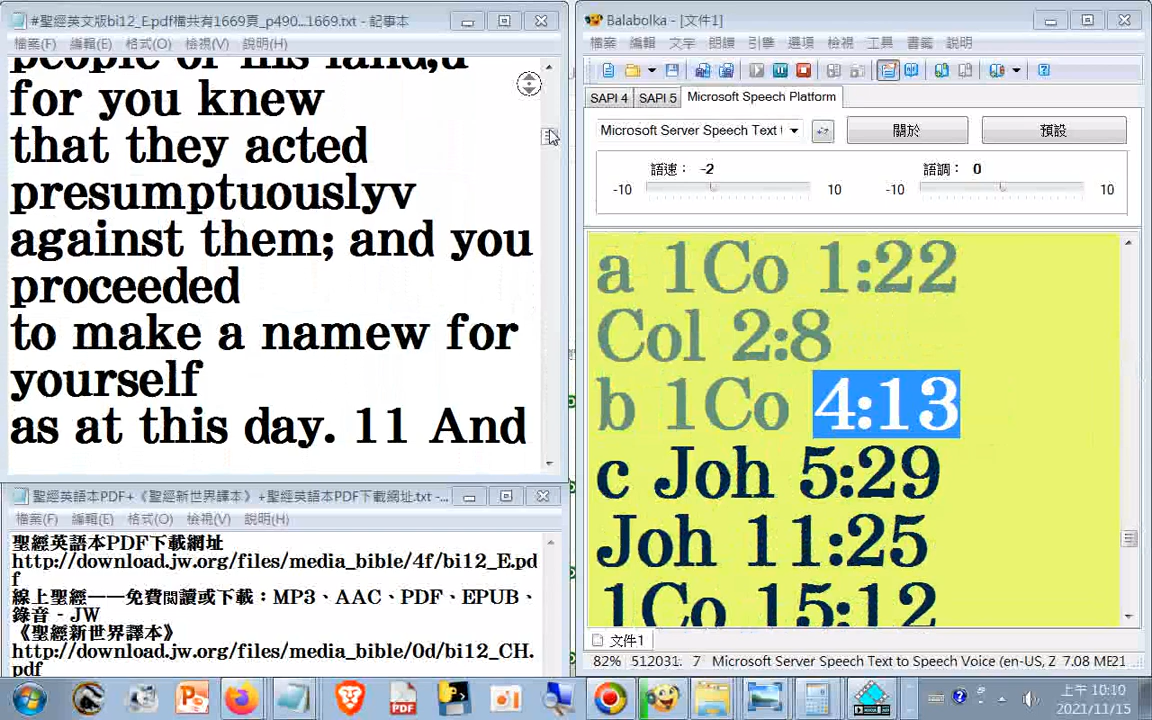 #聖經英文版bi12_E.pdf檔共有1669頁_p490...1669.txt - 記事本
檔案(F) 編輯(E) 格式(O) 檢視(V) 說明(H)
people of his land,u
for you knew
that they acted
presumptuouslyv
against them; and you
proceeded
to make a namew for
yourself
as at this day. 11 And
聖經英語本PDF+《聖經新世界譯本》+聖經英語本PDF下載網址.txt - ...
檔案(F) 編輯(E) 格式(O) 檢視(V) 說明(H)
聖經英語本PDF下載網址
http://download.jw.org/files/media_bible/4f/bi12_E.pd
f
線上聖經——免費閱讀或下載：MP3、AAC、PDF、EPUB、
錄音 - JW
《聖經新世界譯本》
http://download.jw.org/files/media_bible/0d/bi12_CH.
pdf
Balabolka - [文件1]
檔案 編輯 文字 朗讀 引擎 選項 檢視 工具 書籤 說明
SAPI 4 SAPI 5 Microsoft Speech Platform
Microsoft Server Speech Text t 關於 預設
語速： -2 語調： 0
-10 10 -10 10
a 1Co 1:22
Col 2:8
b 1Co 4:13
c Joh 5:29
Joh 11:25
1Co 15:12
文件1
82% 512031. 7 Microsoft Server Speech Text to Speech Voice (en-US, Z 7.08 ME21
上午 10:10
2021/11/15